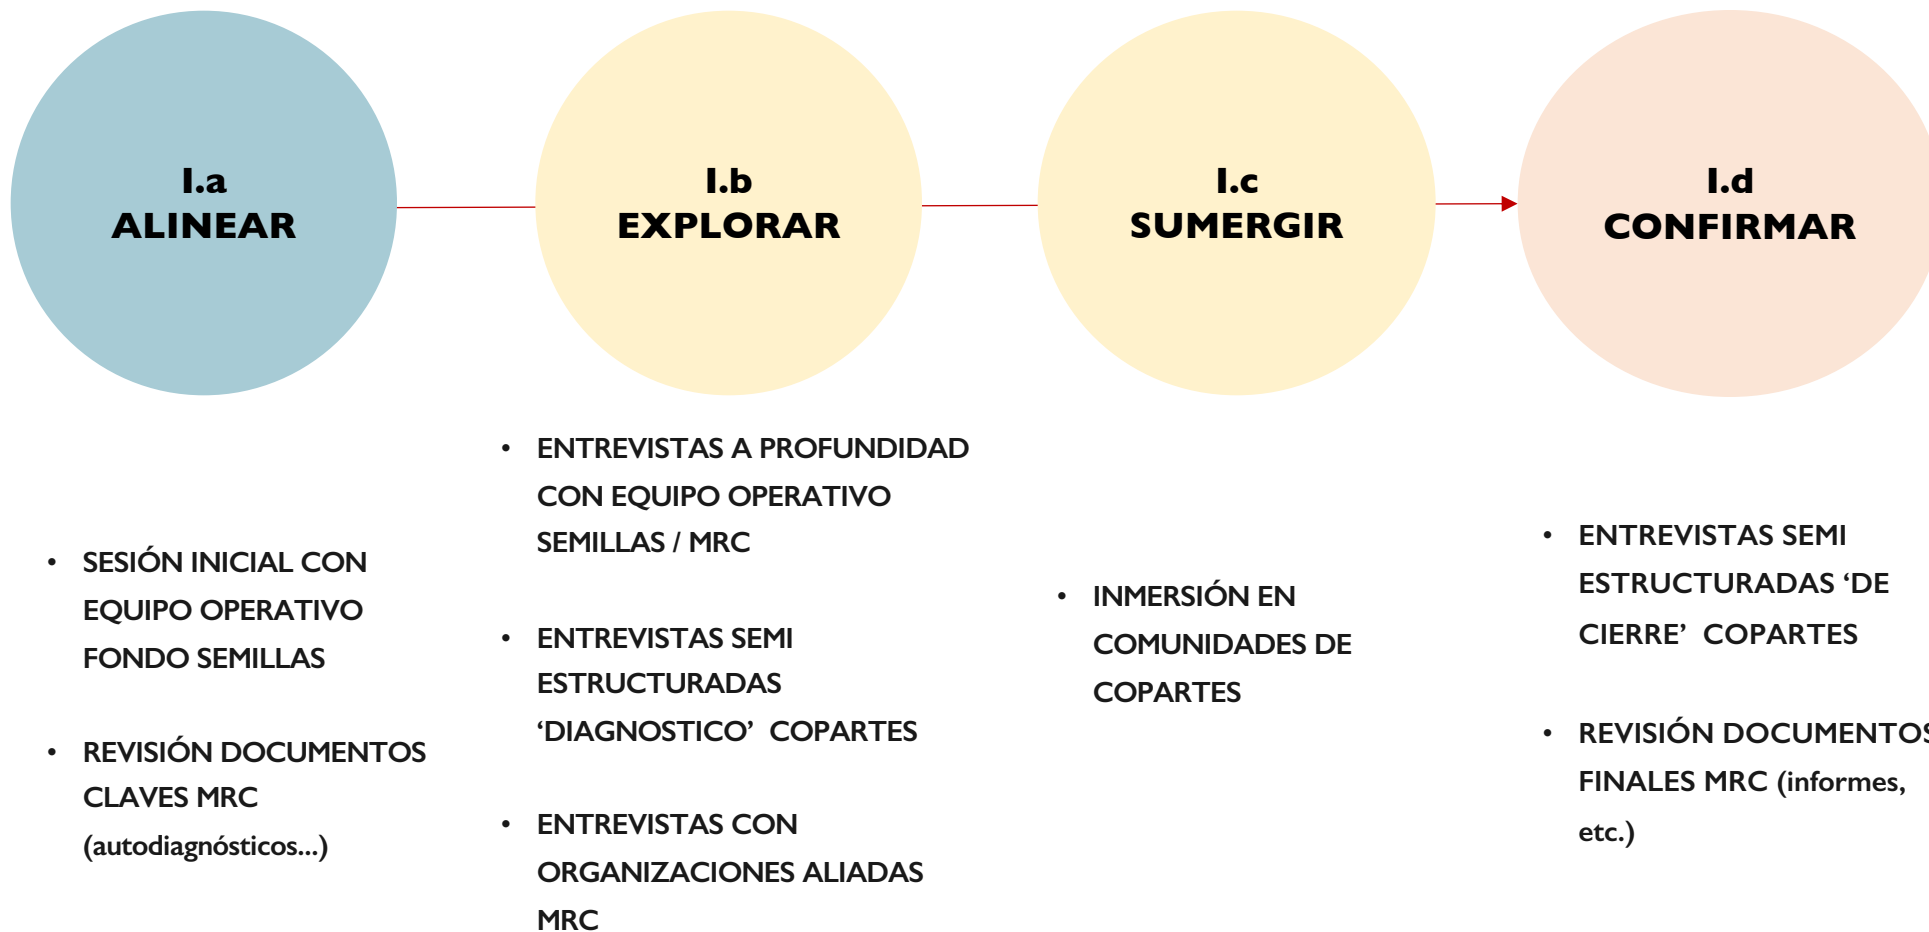 I.a
ALINEAR
I.b
EXPLORAR
I.c
SUMERGIR
I.d
CONFIRMAR
• SESIÓN INICIAL CON
EQUIPO OPERATIVO
FONDO SEMILLAS
• REVISIÓN DOCUMENTOS
CLAVES MRC
(autodiagnósticos...)
• ENTREVISTAS A PROFUNDIDAD
CON EQUIPO OPERATIVO
SEMILLAS / MRC
• ENTREVISTAS SEMI
ESTRUCTURADAS
‘DIAGNOSTICO’ COPARTES
• ENTREVISTAS CON
ORGANIZACIONES ALIADAS
MRC
• INMERSIÓN EN
COMUNIDADES DE
COPARTES
• ENTREVISTAS SEMI
ESTRUCTURADAS ‘DE
CIERRE’ COPARTES
• REVISIÓN DOCUMENTOS
FINALES MRC (informes,
etc.)